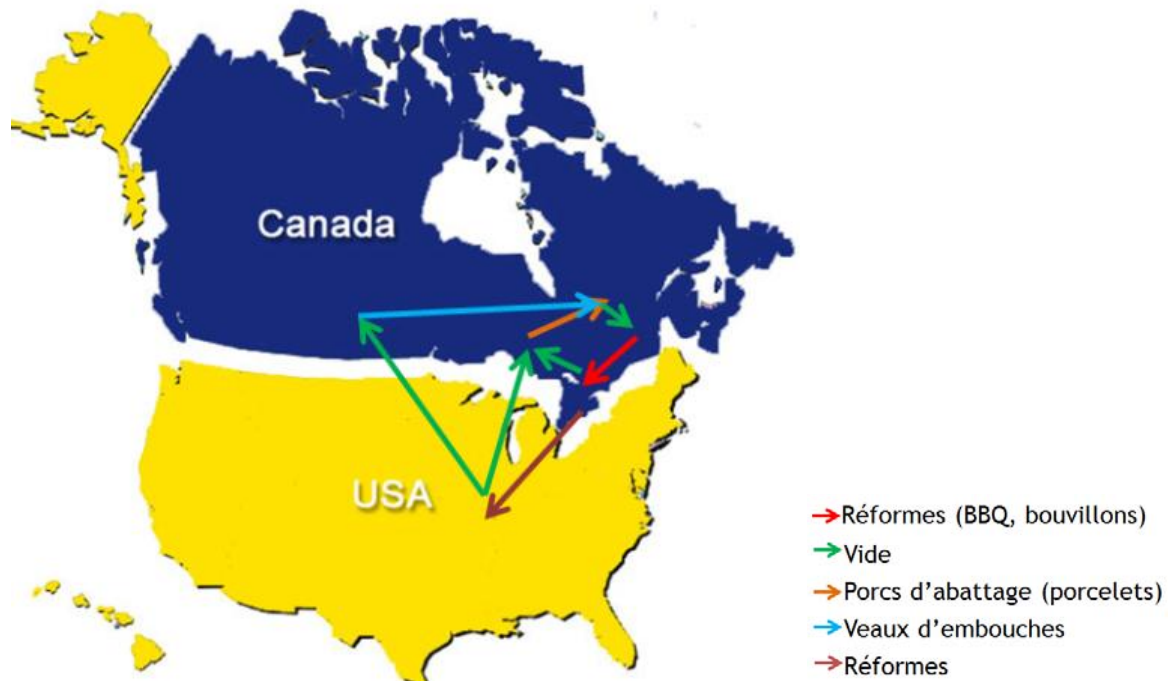 Canada
USA
Réformes (BBQ, bouvillons)
Vide
Porcs d'abattage (porcelets)
Veaux d'embouches
Réformes